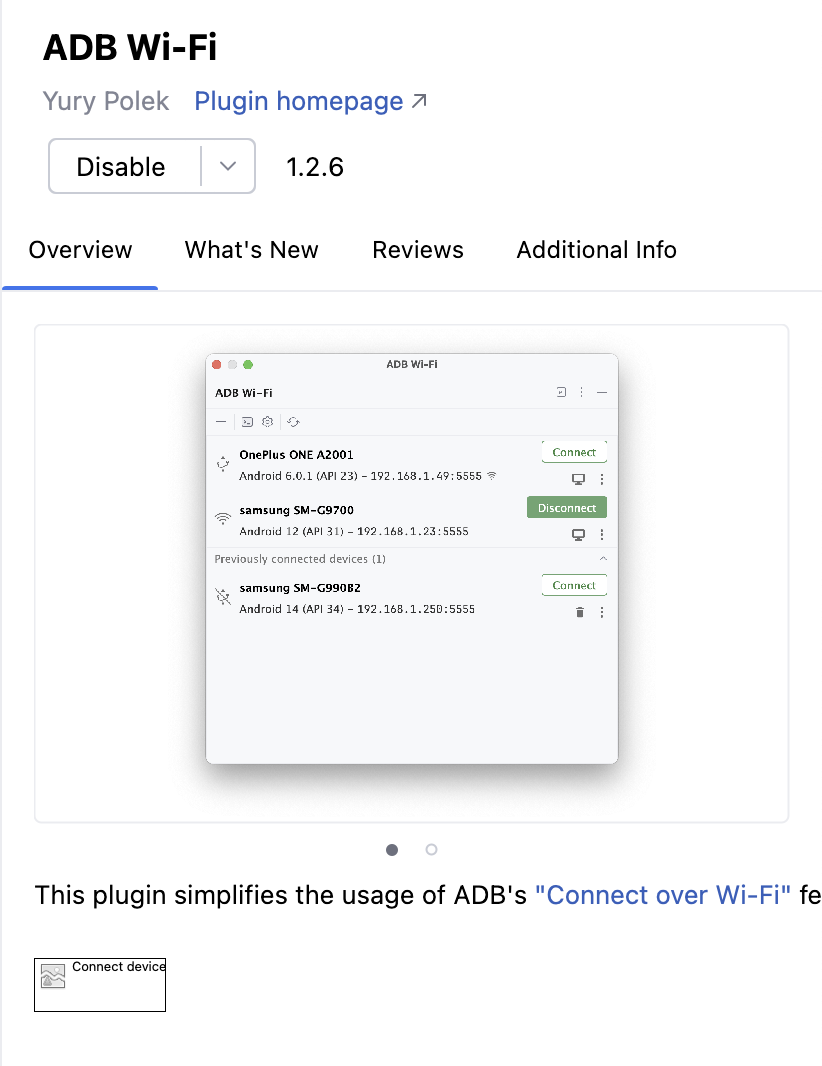 ADB Wi-Fi
Yury Polek Plugin homepage ↗
Disable 1.2.6
Overview What's New Reviews Additional Info
ADB Wi-Fi
ADB Wi-Fi
OnePlus ONE A2001 Connect
Android 6.0.1 (API 23) – 192.168.1.49:5555
samsung SM-G9700 Disconnect
Android 12 (API 31) – 192.168.1.23:5555
Previously connected devices (1)
samsung SM-G990B2 Connect
Android 14 (API 34) – 192.168.1.250:5555
This plugin simplifies the usage of ADB's "Connect over Wi-Fi" fe
Connect device